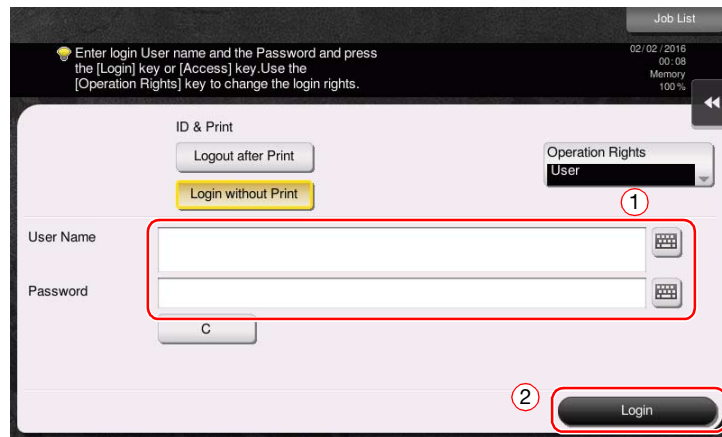 Job List
Enter login User name and the Password and press
the [Login] key or [Access] key.Use the
[Operation Rights] key to change the login rights.
02/02/2016
00:08
Memory
100 %
ID & Print
Logout after Print
Operation Rights
User
Login without Print
1
User Name
Password
C
2
Login